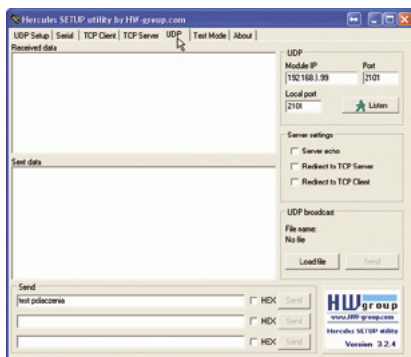 Hercules SETUP utility by HW-group.com
UDP Setup Serial TCP Client TCP Server UDP Test Mode About
Received data
UDP
Module IP Port
192.168.1.99 2101
Local port
2101 Listen
Server settings
Server echo
Redirect to TCP Server
Redirect to TCP Client
Sent data
UDP broadcast
File name:
No file
Load file Send
Send
test polaczenia HEX Send
HEX Send
HEX Send
HWgroup
www.HW-group.com
Hercules SETUP utility
Version 3.2.4